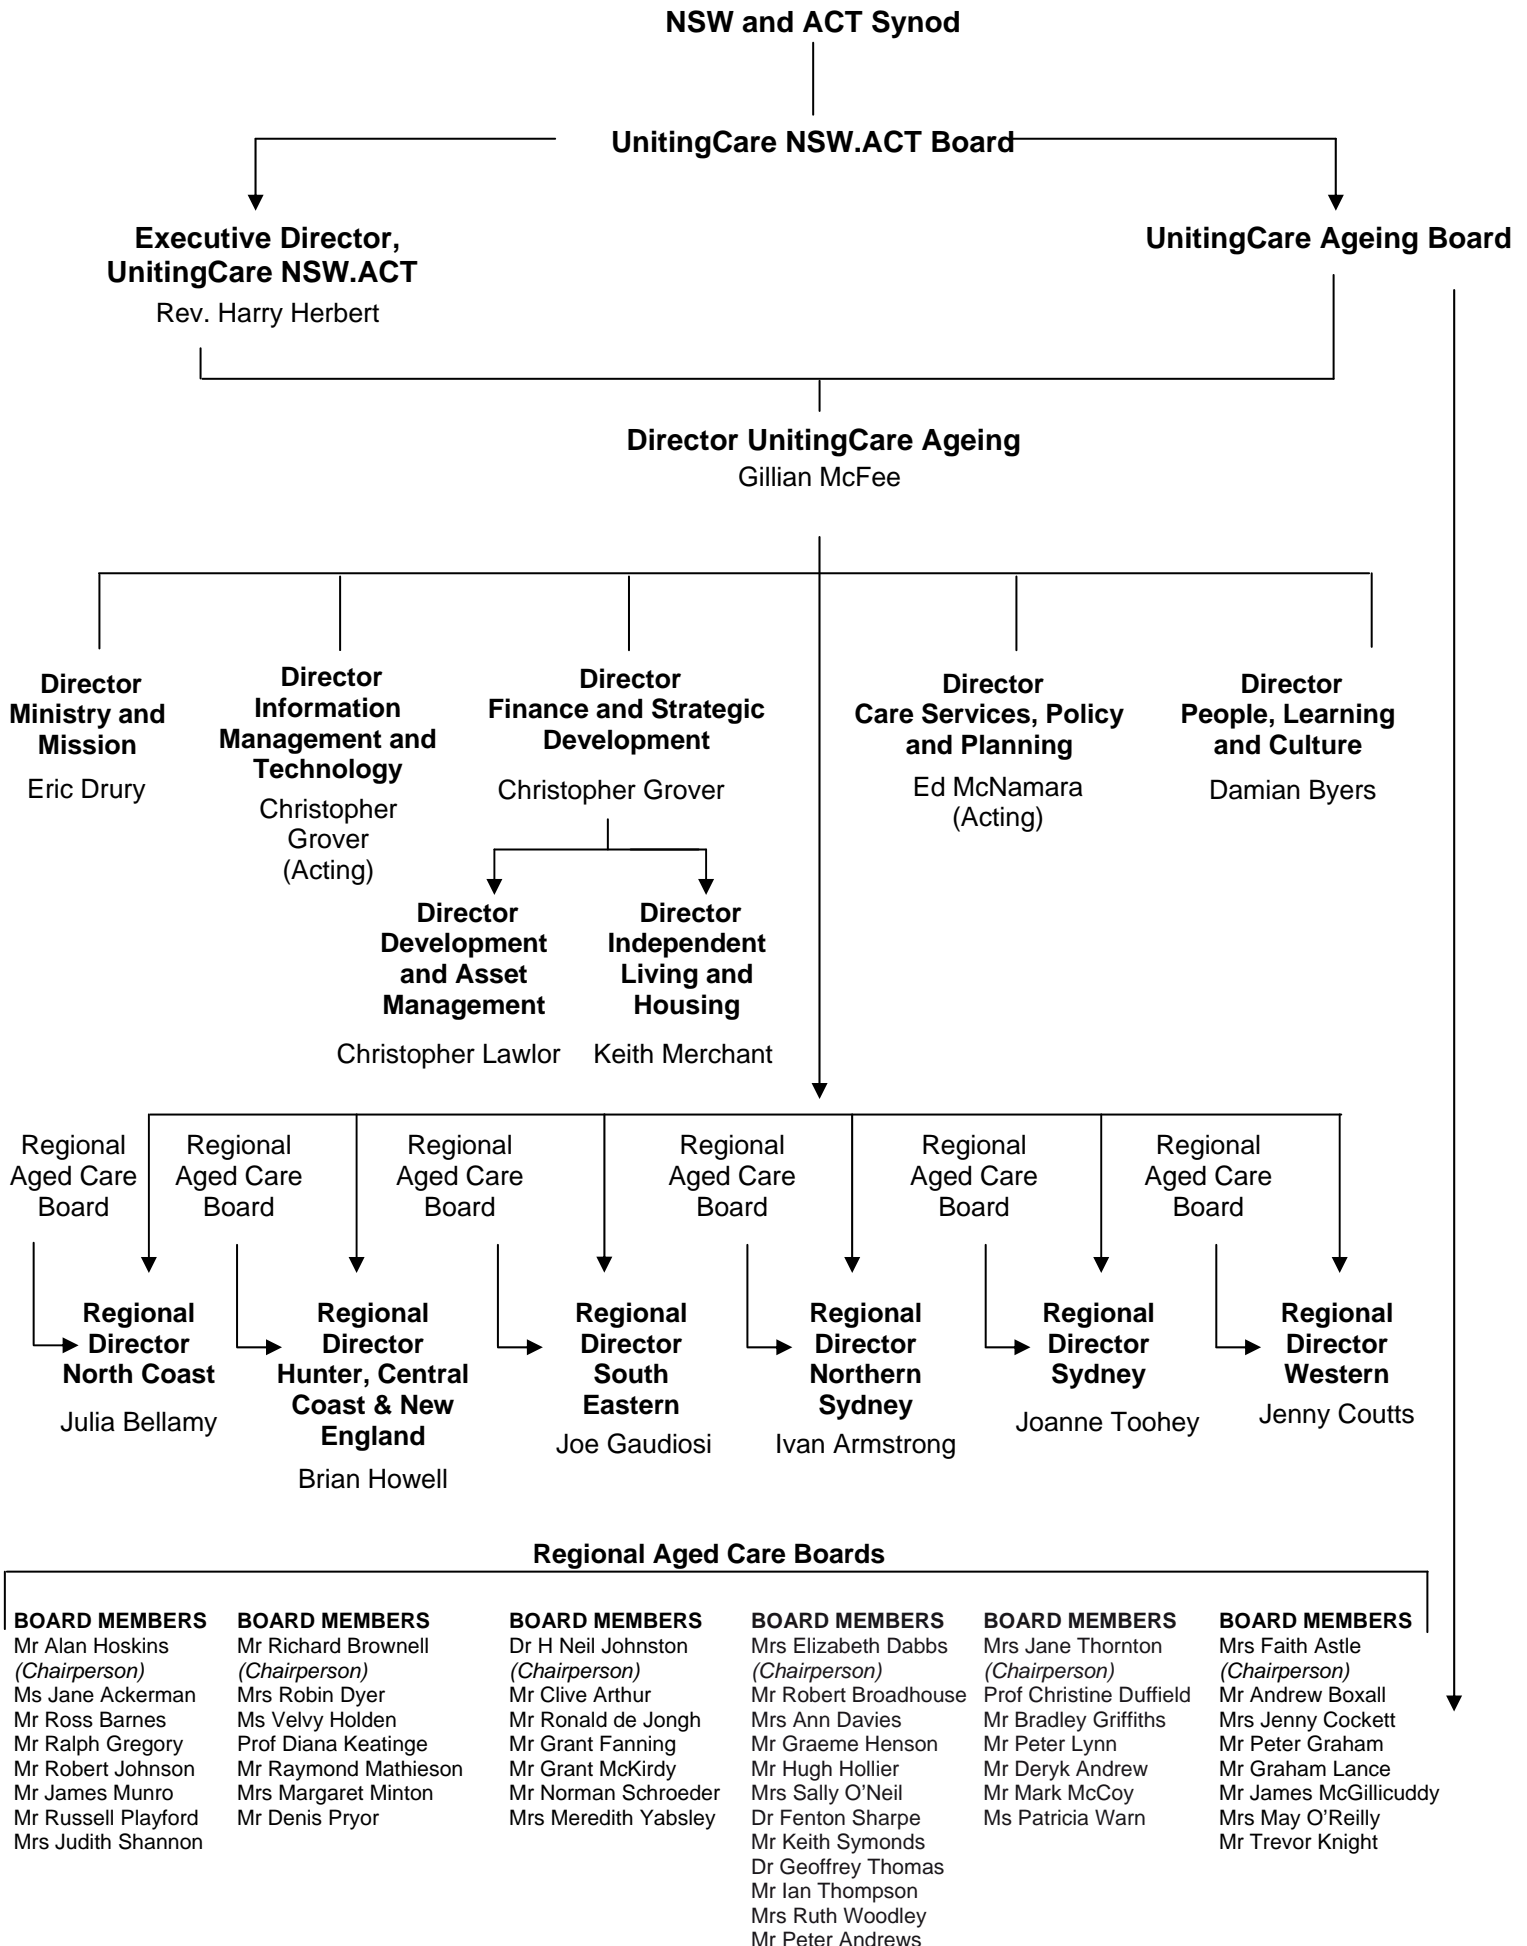 NSW and ACT Synod
UnitingCare NSW.ACT Board
Executive Director,
UnitingCare NSW.ACT
Rev. Harry Herbert
UnitingCare Ageing Board
Director UnitingCare Ageing
Gillian McFee
Director
Ministry and
Mission
Eric Drury
Director
Information
Management and
Technology
Christopher
Grover
(Acting)
Director
Finance and Strategic
Development
Christopher Grover
Director
Care Services, Policy
and Planning
Ed McNamara
(Acting)
Director
People, Learning
and Culture
Damian Byers
Director
Development
and Asset
Management
Christopher Lawlor
Director
Independent
Living and
Housing
Keith Merchant
Regional
Aged Care
Board
Regional
Aged Care
Board
Regional
Aged Care
Board
Regional
Aged Care
Board
Regional
Aged Care
Board
Regional
Aged Care
Board
Regional
Director
North Coast
Julia Bellamy
Regional
Director
Hunter, Central
Coast & New
England
Brian Howell
Regional
Director
South
Eastern
Joe Gaudiosi
Regional
Director
Northern
Sydney
Ivan Armstrong
Regional
Director
Sydney
Joanne Toohey
Regional
Director
Western
Jenny Coutts
Regional Aged Care Boards
BOARD MEMBERS
Mr Alan Hoskins
(Chairperson)
Ms Jane Ackerman
Mr Ross Barnes
Mr Ralph Gregory
Mr Robert Johnson
Mr James Munro
Mr Russell Playford
Mrs Judith Shannon
BOARD MEMBERS
Mr Richard Brownell
(Chairperson)
Mrs Robin Dyer
Ms Velvy Holden
Prof Diana Keatinge
Mr Raymond Mathieson
Mrs Margaret Minton
Mr Denis Pryor
BOARD MEMBERS
Dr H Neil Johnston
(Chairperson)
Mr Clive Arthur
Mr Ronald de Jongh
Mr Grant Fanning
Mr Grant McKirdy
Mr Norman Schroeder
Mrs Meredith Yabsley
BOARD MEMBERS
Mrs Elizabeth Dabbs
(Chairperson)
Mr Robert Broadhouse
Mrs Ann Davies
Mr Graeme Henson
Mr Hugh Hollier
Mrs Sally O’Neil
Dr Fenton Sharpe
Mr Keith Symonds
Dr Geoffrey Thomas
Mr Ian Thompson
Mrs Ruth Woodley
Mr Peter Andrews
BOARD MEMBERS
Mrs Jane Thornton
(Chairperson)
Prof Christine Duffield
Mr Bradley Griffiths
Mr Peter Lynn
Mr Deryk Andrew
Mr Mark McCoy
Ms Patricia Warn
BOARD MEMBERS
Mrs Faith Astle
(Chairperson)
Mr Andrew Boxall
Mrs Jenny Cockett
Mr Peter Graham
Mr Graham Lance
Mr James McGillicuddy
Mrs May O’Reilly
Mr Trevor Knight